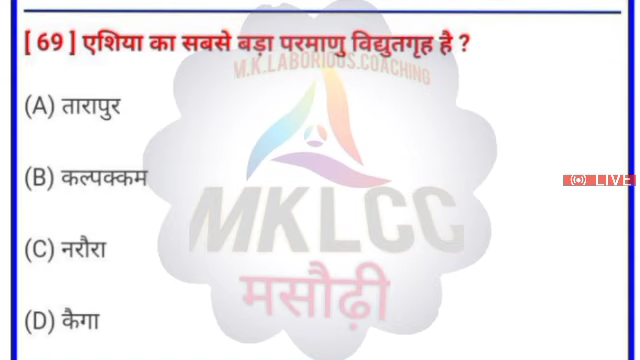 [ 69 ] एशिया का सबसे बड़ा परमाणु विद्युतगृह है ?
M.K.LABORIOUS.COACHING
(A) तारापुर
(B) कल्पक्कम
LIVE
MKLCC
(C) नरौरा
मसौढ़ी
(D) कैगा